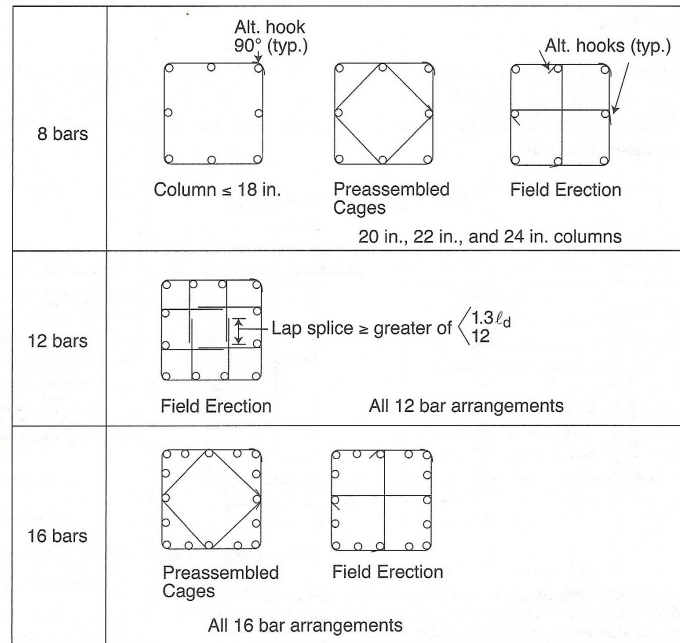 8 bars
Alt. hook
90° (typ.)
Alt. hooks (typ.)
Column ≤ 18 in.
Preassembled
Cages
Field Erection
20 in., 22 in., and 24 in. columns
12 bars
Lap splice ≥ greater of
1.3ℓd
12
Field Erection
All 12 bar arrangements
16 bars
Preassembled
Cages
Field Erection
All 16 bar arrangements